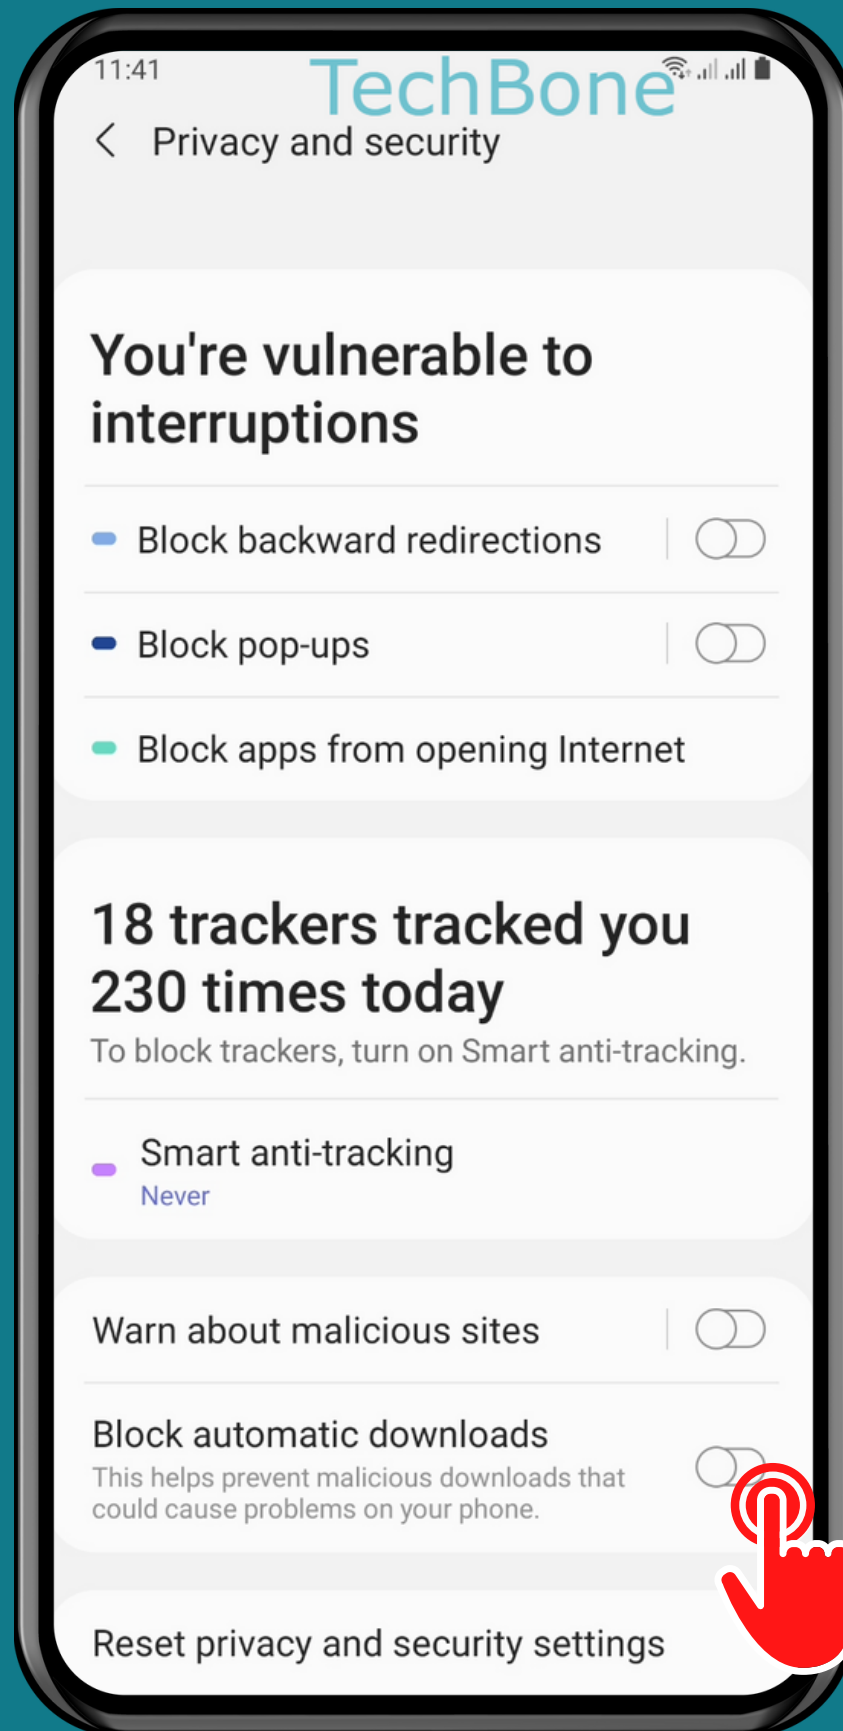 11:41
TechBone
Privacy and security
You're vulnerable to
interruptions
Block backward redirections
Block pop-ups
Block apps from opening Internet
18 trackers tracked you
230 times today
To block trackers, turn on Smart anti-tracking.
Smart anti-tracking
Never
Warn about malicious sites
Block automatic downloads
This helps prevent malicious downloads that
could cause problems on your phone.
Reset privacy and security settings